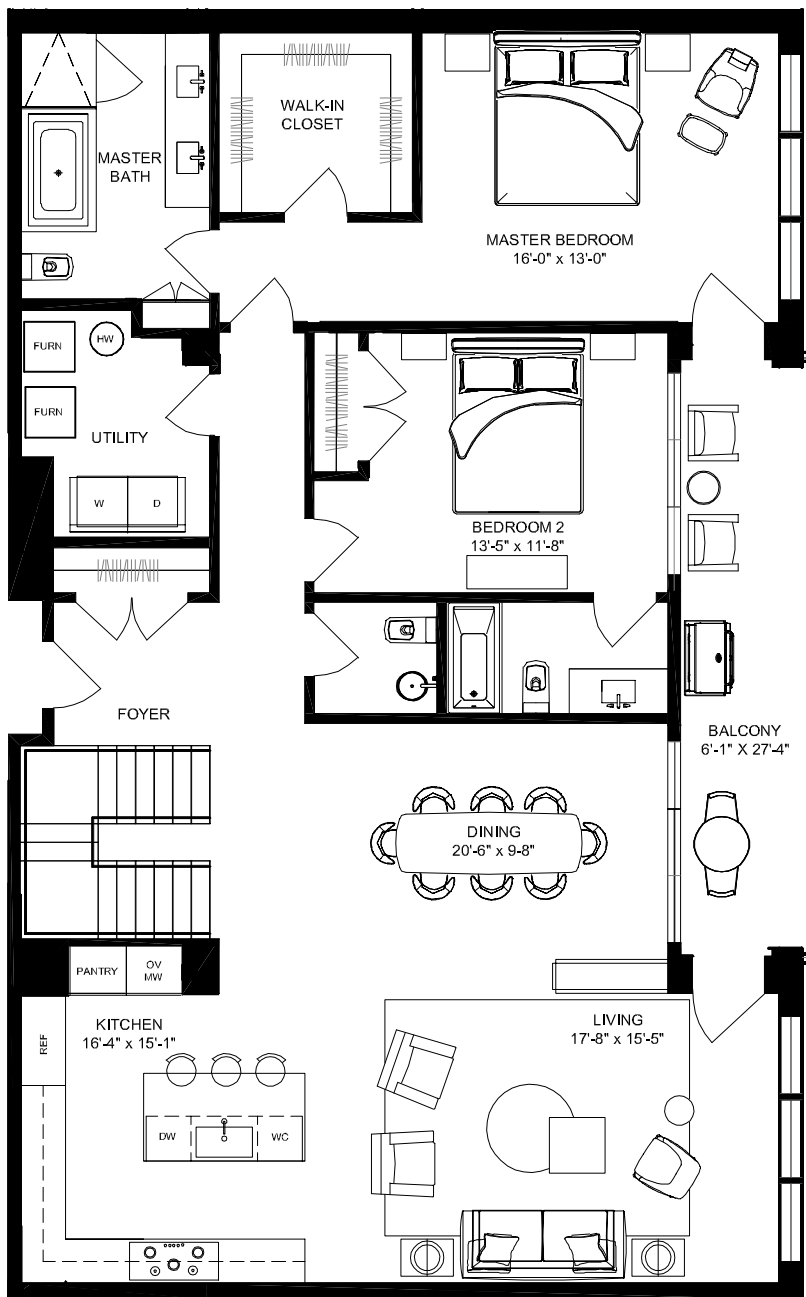 WALK-IN
CLOSET
MASTER
BATH
MASTER BEDROOM
16'-0" x 13'-0"
FURN
HW
FURN
UTILITY
W
D
BEDROOM 2
13'-5" x 11'-8"
FOYER
BALCONY
6'-1" X 27'-4"
DINING
20'-6" x 9-8"
PANTRY
OV
MW
KITCHEN
16'-4" x 15'-1"
LIVING
17'-8" x 15'-5"
REF
DW
WC